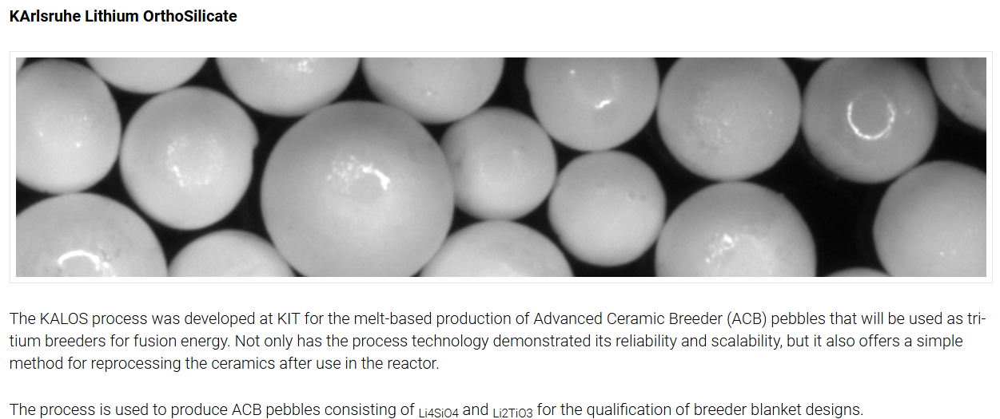 KArlsruhe Lithium OrthoSilicate
The KALOS process was developed at KIT for the melt-based production of Advanced Ceramic Breeder (ACB) pebbles that will be used as tri-
tium breeders for fusion energy. Not only has the process technology demonstrated its reliability and scalability, but it also offers a simple
method for reprocessing the ceramics after use in the reactor.
The process is used to produce ACB pebbles consisting of Li4SiO4 and Li2TiO3 for the qualification of breeder blanket designs.